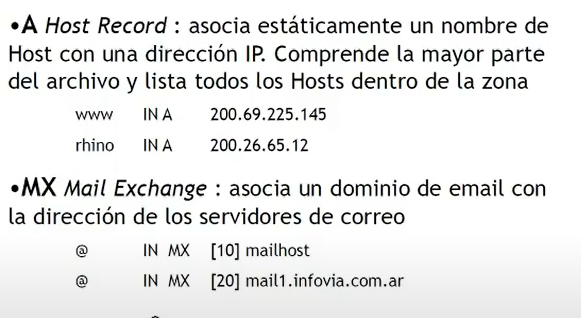 •A Host Record : asocia estáticamente un nombre de
Host con una dirección IP. Comprende la mayor parte
del archivo y lista todos los Hosts dentro de la zona
www IN A 200.69.225.145
rhino IN A 200.26.65.12
•MX Mail Exchange : asocia un dominio de email con
la dirección de los servidores de correo
@ IN MX [10] mailhost
@ IN MX [20] mail1.infovia.com.ar